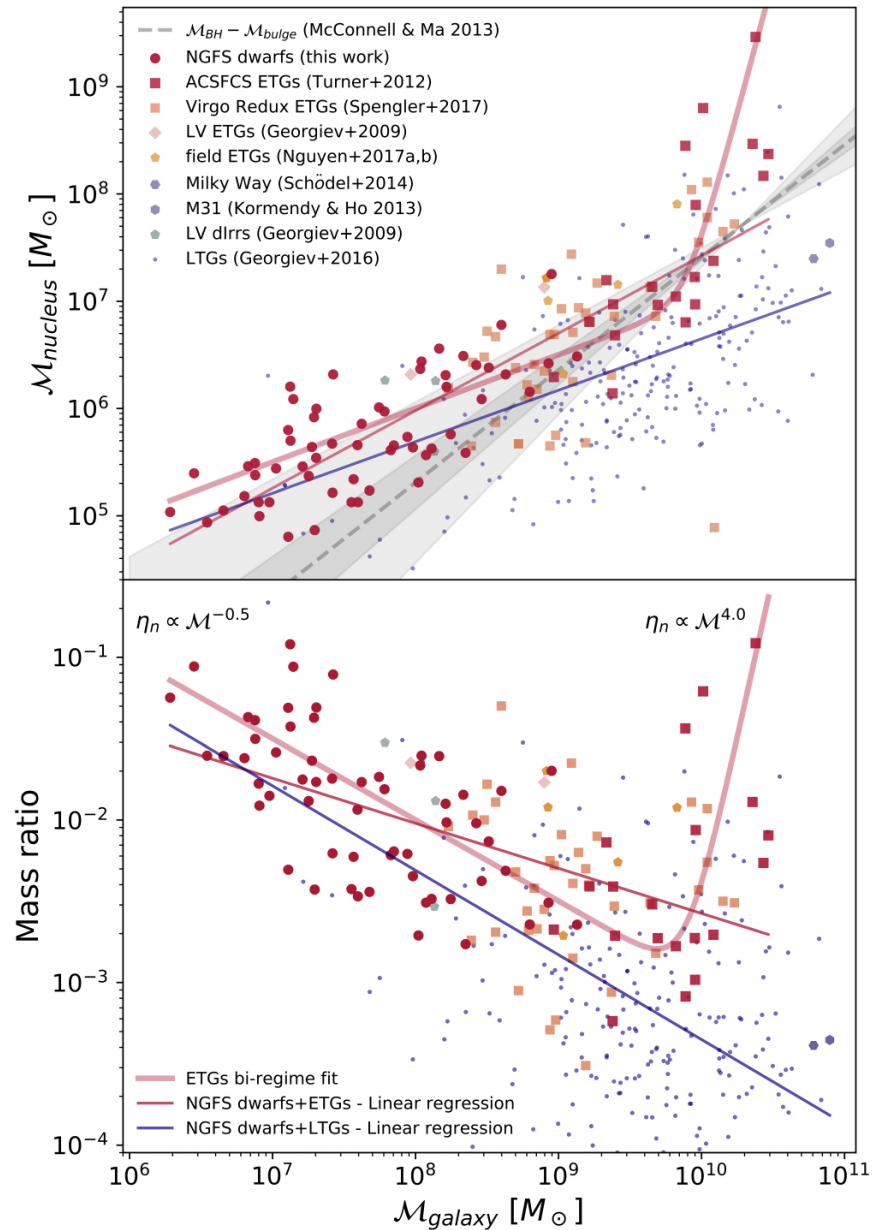 M_BH − M_bulge (McConnell & Ma 2013)
NGFS dwarfs (this work)
ACSFCS ETGs (Turner+2012)
Virgo Redux ETGs (Spengler+2017)
LV ETGs (Georgiev+2009)
field ETGs (Nguyen+2017a,b)
Milky Way (Schödel+2014)
M31 (Kormendy & Ho 2013)
LV dIrrs (Georgiev+2009)
LTGs (Georgiev+2016)
10^9
10^8
10^7
10^6
10^5
M_nucleus [M_⊙]
η_n ∝ M^−0.5
η_n ∝ M^4.0
10^−1
10^−2
10^−3
10^−4
Mass ratio
ETGs bi-regime fit
NGFS dwarfs+ETGs - Linear regression
NGFS dwarfs+LTGs - Linear regression
10^6 10^7 10^8 10^9 10^10 10^11
M_galaxy [M_⊙]